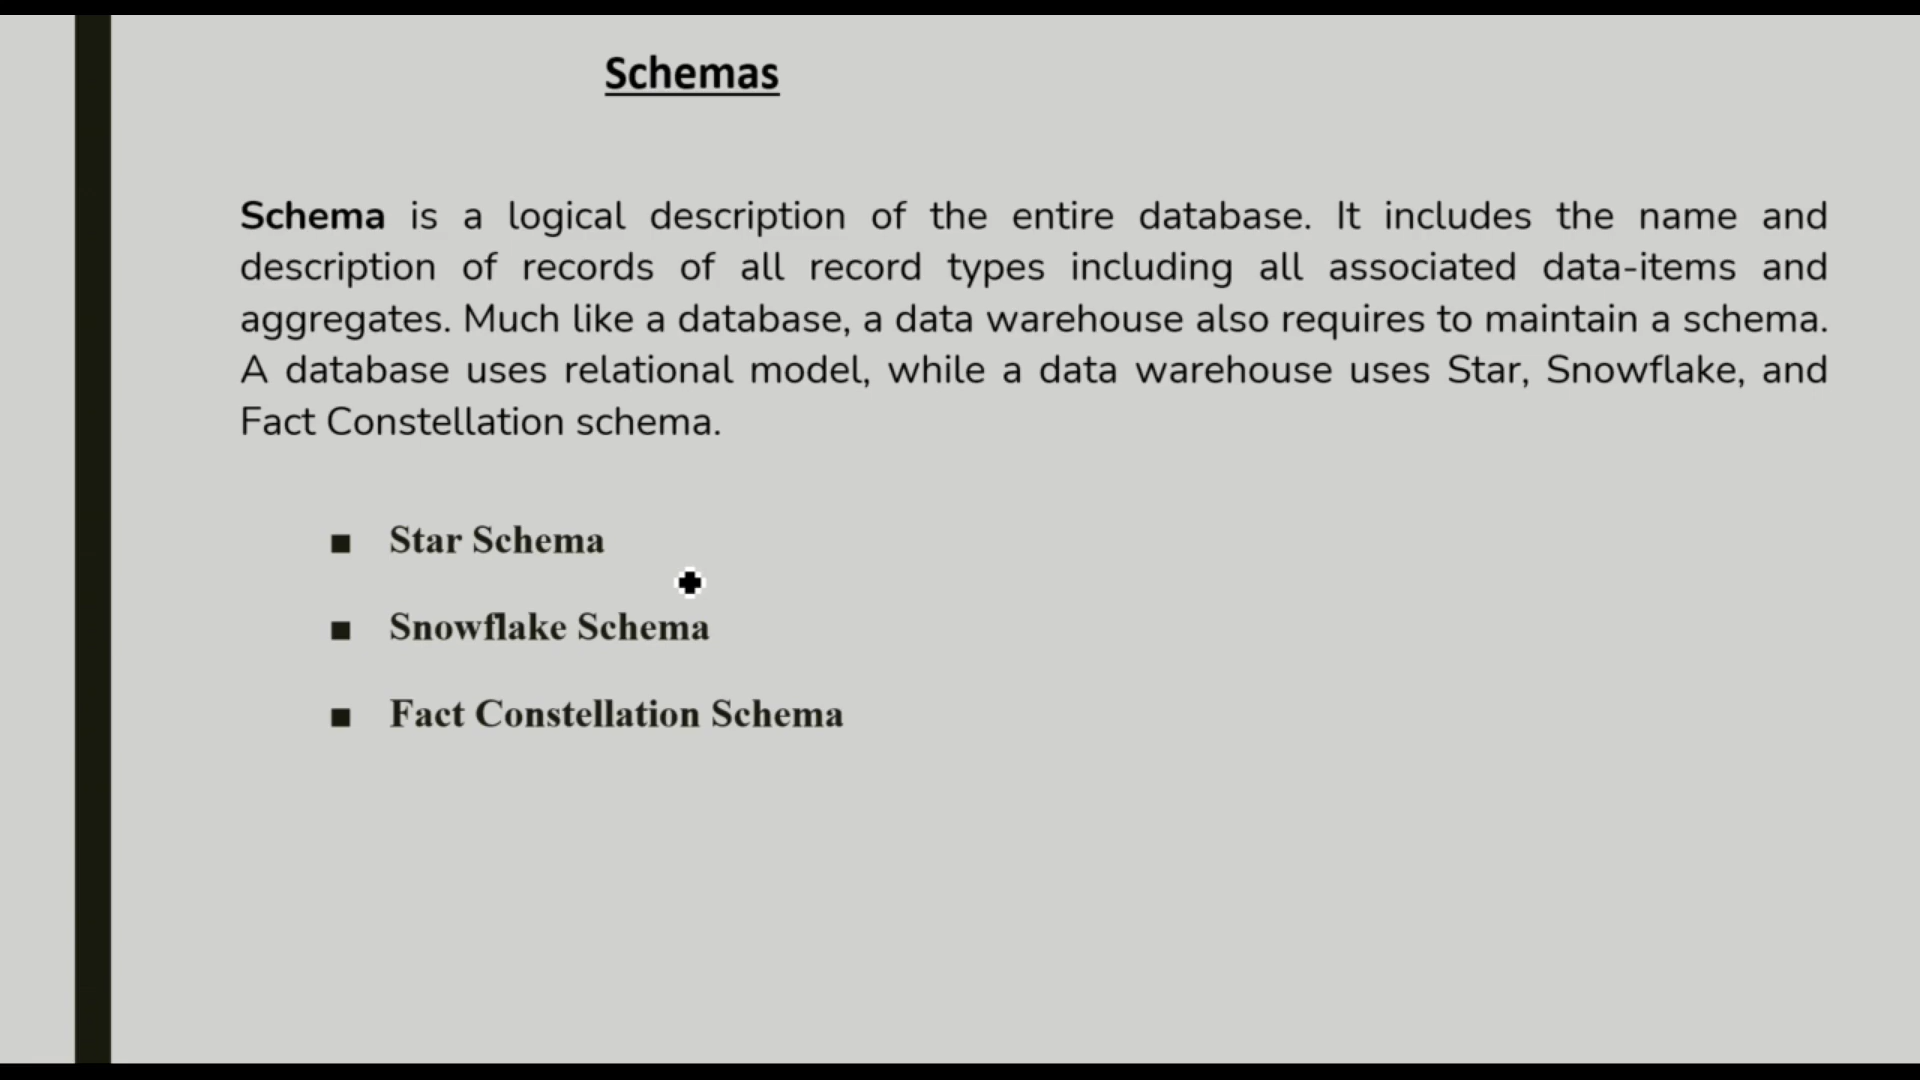 Schemas
Schema is a logical description of the entire database. It includes the name and
description of records of all record types including all associated data-items and
aggregates. Much like a database, a data warehouse also requires to maintain a schema.
A database uses relational model, while a data warehouse uses Star, Snowflake, and
Fact Constellation schema.
■ Star Schema
■ Snowflake Schema
■ Fact Constellation Schema